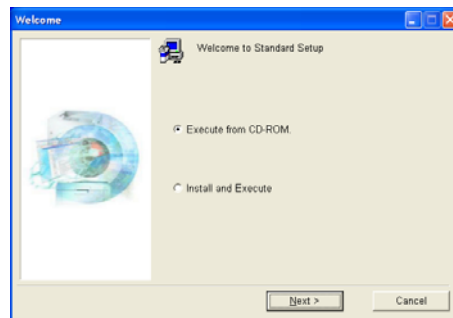 Welcome
Welcome to Standard Setup
Execute from CD-ROM.
Install and Execute
Next >
Cancel